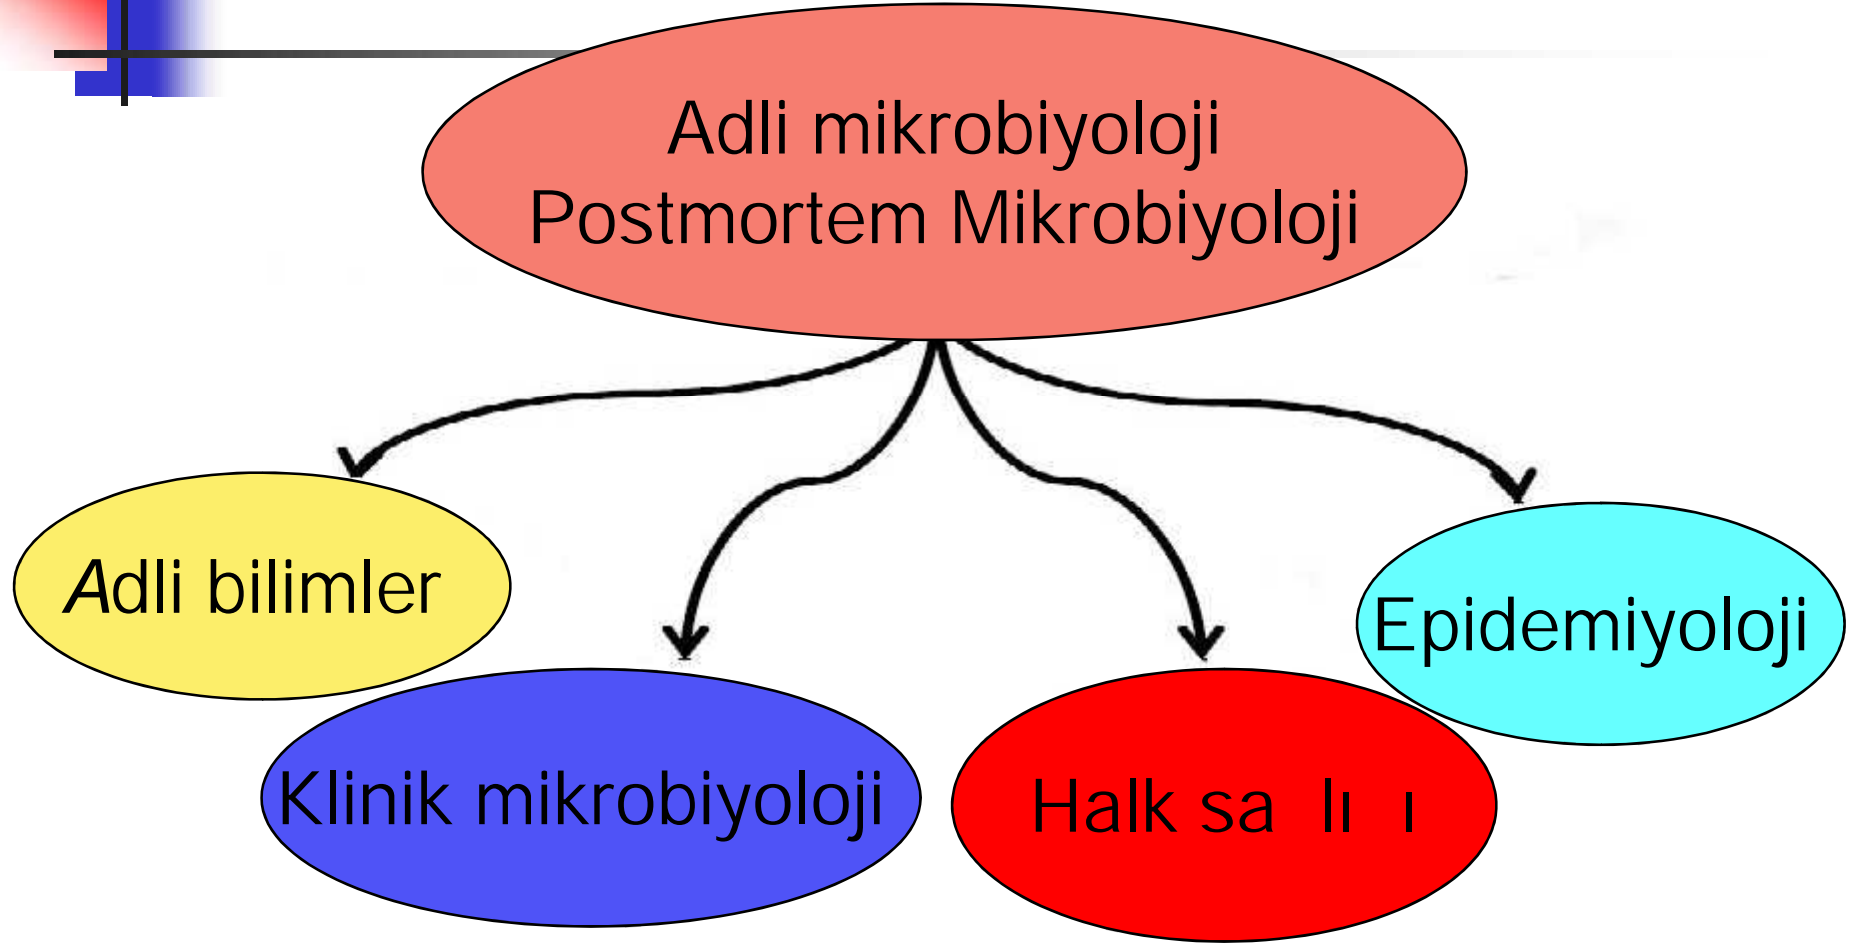 Adli mikrobiyoloji
Postmortem Mikrobiyoloji
Adli bilimler
Epidemiyoloji
Klinik mikrobiyoloji
Halk sa lı ı